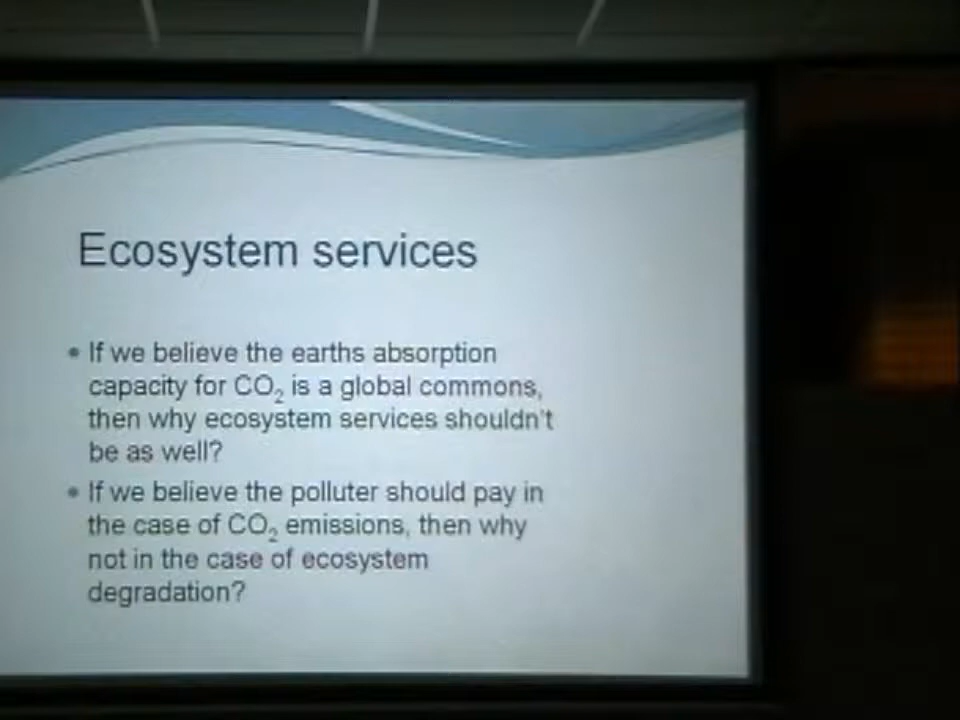 Ecosystem services
• If we believe the earths absorption
capacity for CO₂ is a global commons,
then why ecosystem services shouldn't
be as well?
• If we believe the polluter should pay in
the case of CO₂ emissions, then why
not in the case of ecosystem
degradation?